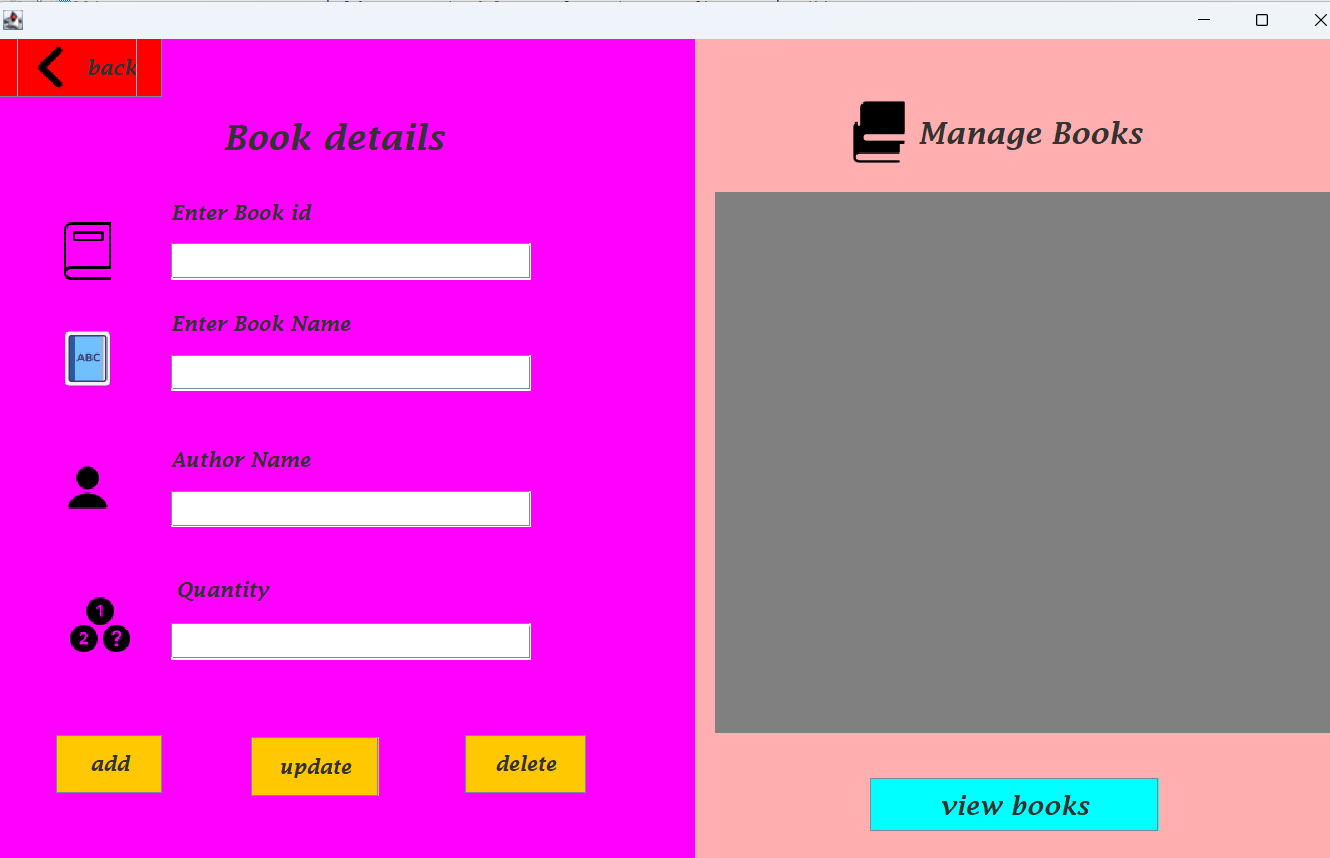 back
Book details
Enter Book id
Enter Book Name
ABC
Author Name
Quantity
1
2 ?
add
update
delete
Manage Books
view books